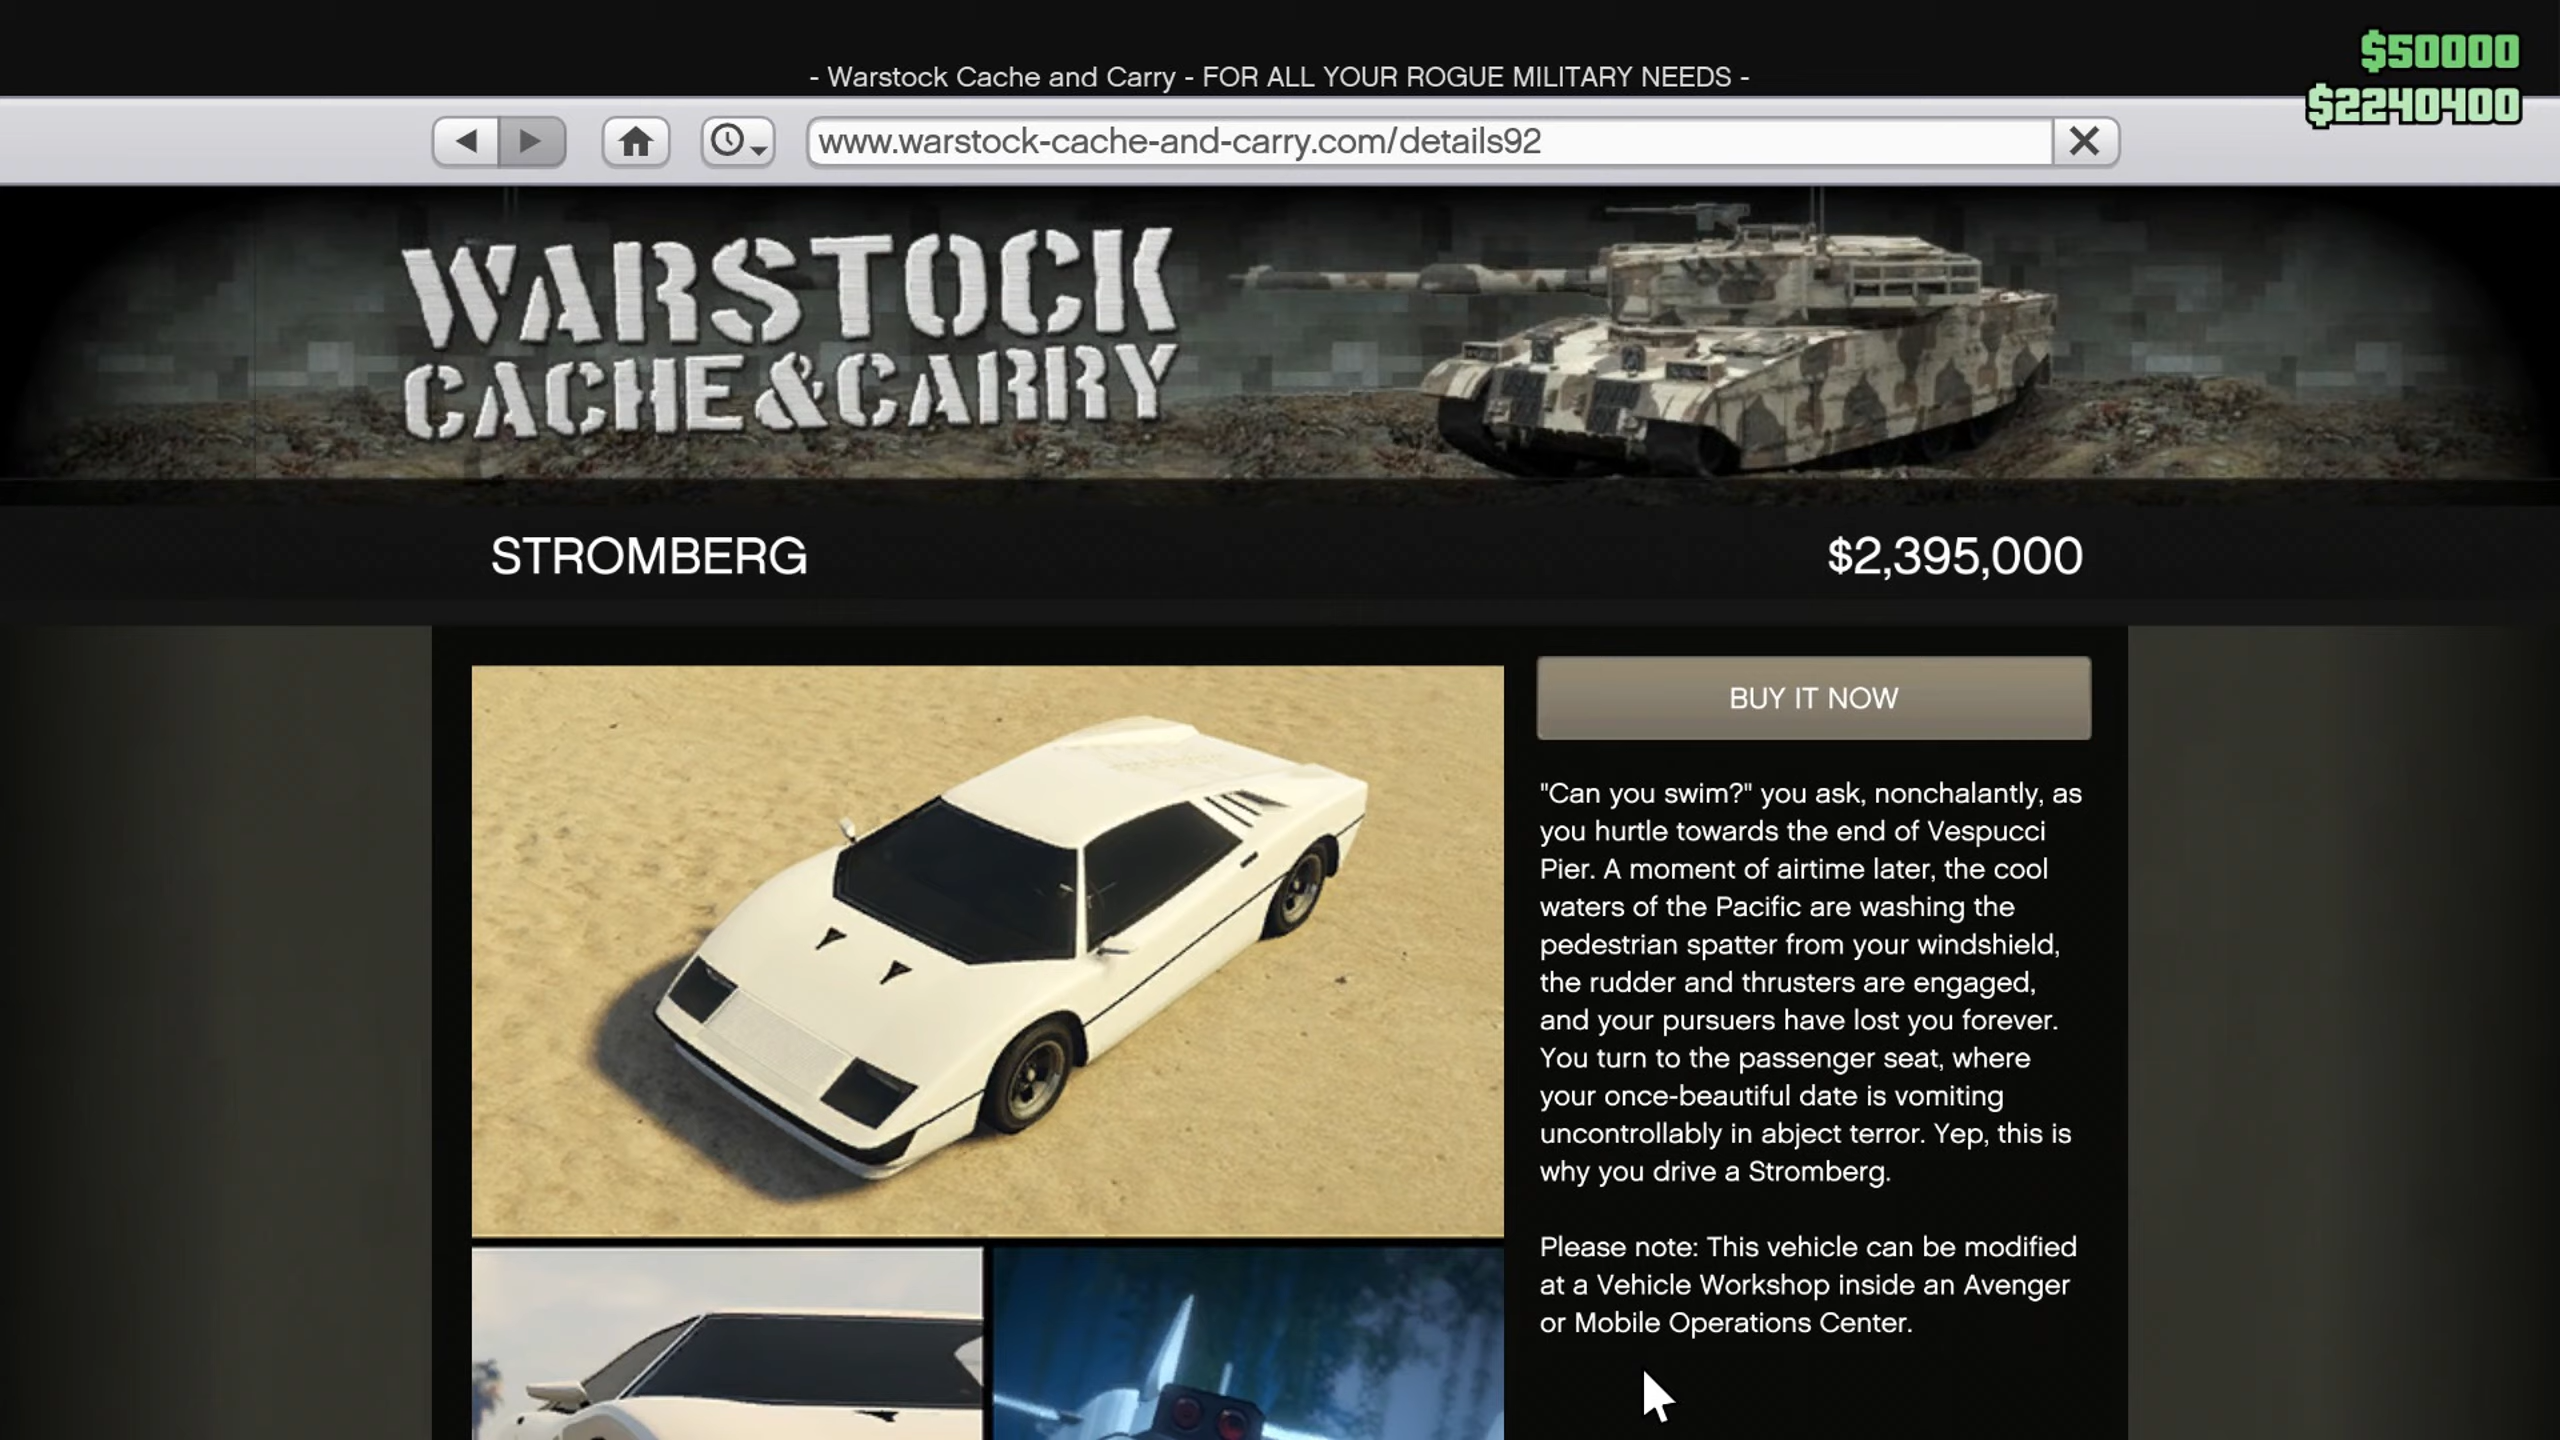 $50000
- Warstock Cache and Carry - FOR ALL YOUR ROGUE MILITARY NEEDS -
$2240400
www.warstock-cache-and-carry.com/details92
WARSTOCK
CACHE&CARRY
STROMBERG
$2,395,000
BUY IT NOW
"Can you swim?" you ask, nonchalantly, as
you hurtle towards the end of Vespucci
Pier. A moment of airtime later, the cool
waters of the Pacific are washing the
pedestrian spatter from your windshield,
the rudder and thrusters are engaged,
and your pursuers have lost you forever.
You turn to the passenger seat, where
your once-beautiful date is vomiting
uncontrollably in abject terror. Yep, this is
why you drive a Stromberg.
Please note: This vehicle can be modified
at a Vehicle Workshop inside an Avenger
or Mobile Operations Center.